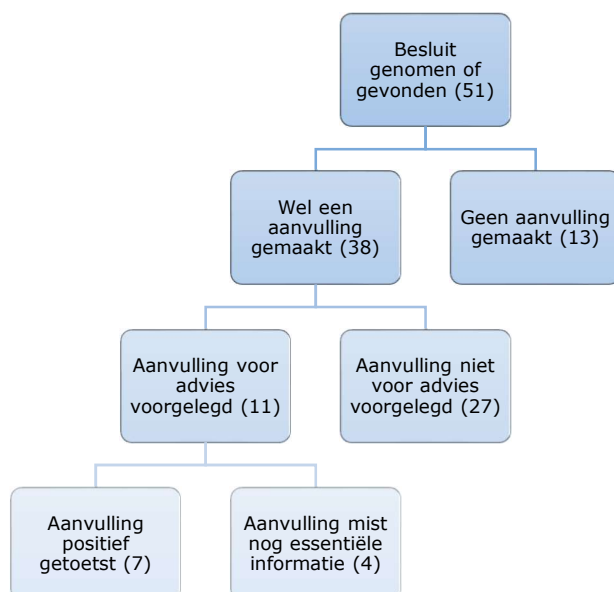 Besluit
genomen of
gevonden (51)
Wel een
aanvulling
gemaakt (38)
Geen aanvulling
gemaakt (13)
Aanvulling voor
advies
voorgelegd (11)
Aanvulling niet
voor advies
voorgelegd (27)
Aanvulling
positief
getoetst (7)
Aanvulling mist
nog essentiële
informatie (4)